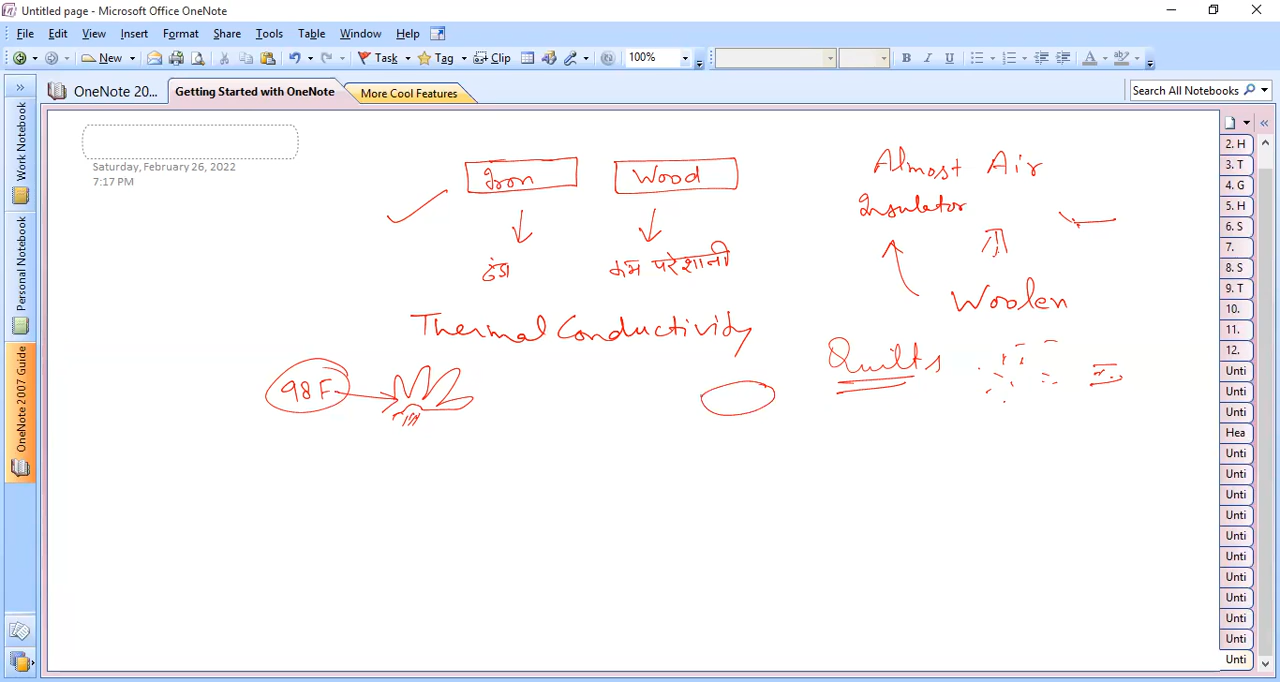 Untitled page - Microsoft Office OneNote
File Edit View Insert Format Share Tools Table Window Help
New Task Tag Clip 100% B I U A ab
OneNote 20... Getting Started with OneNote More Cool Features Search All Notebooks
Work Notebook
Personal Notebook
OneNote 2007 Guide
Saturday, February 26, 2022
7:17 PM
Iron Wood
ठंडा
कम परेशानी
Thermal Conductivity
98 F
Almost Air
Insulator
Woolen
Quilts
2. H
3. T
4. G
5. H
6. S
7.
8. S
9. T
10.
11.
12.
Unti
Unti
Unti
Hea
Unti
Unti
Unti
Unti
Unti
Unti
Unti
Unti
Unti
Unti
Unti